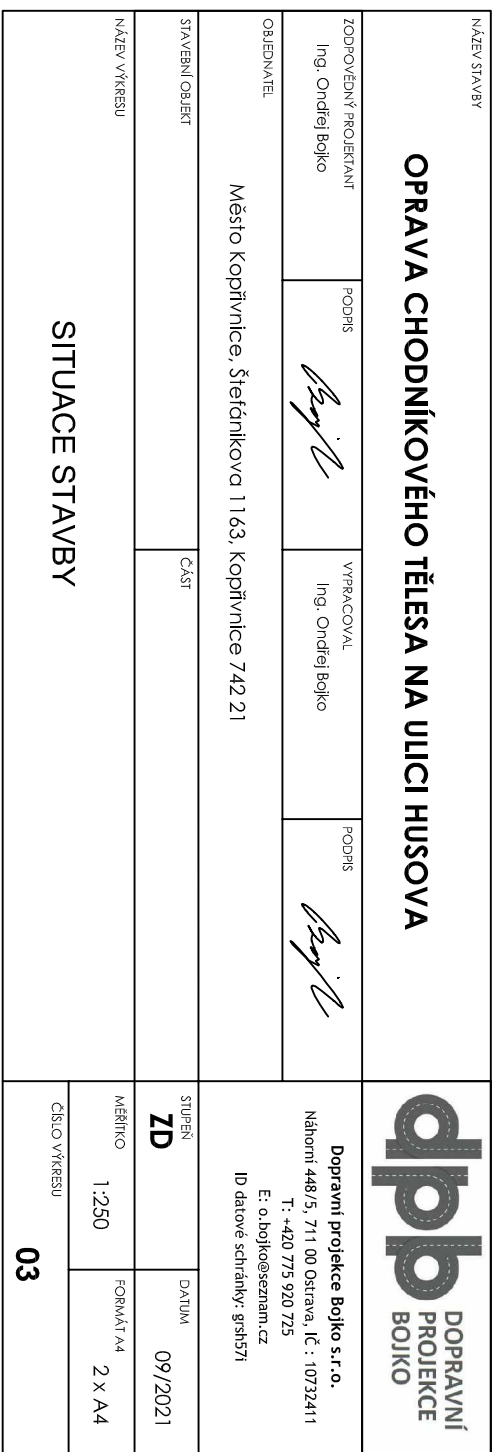 NÁZEV STAVBY
OPRAVA CHODNÍKOVÉHO TĚLESA NA ULICI HUSOVA
dpb
DOPRAVNÍ
PROJEKCE
BOJKO
ZODPOVĚDNÝ PROJEKTANT
Ing. Ondřej Bojko
PODPIS
VYPRACOVAL
Ing. Ondřej Bojko
PODPIS
Dopravní projekce Bojko s.r.o.
Náhorní 448/5, 711 00 Ostrava, IČ : 10732411
T: +420 775 920 725
E: o.bojko@seznam.cz
ID datové schránky: grsh57i
OBJEDNATEL
Město Kopřivnice, Štefánikova 1163, Kopřivnice 742 21
STAVEBNÍ OBJEKT
ČÁST
STUPEŇ
ZD
DATUM
09/2021
NÁZEV VÝKRESU
SITUACE STAVBY
MĚŘÍTKO
1:250
FORMÁT A4
2 x A4
ČÍSLO VÝKRESU
03